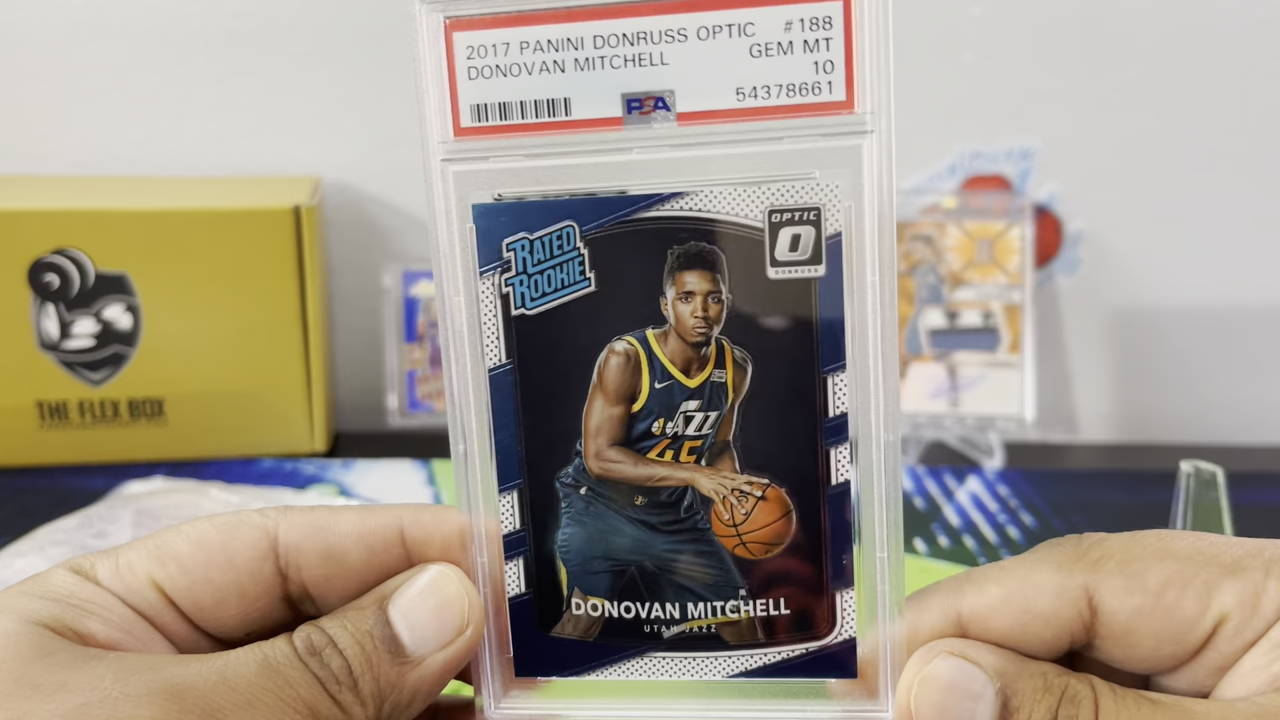 2017 PANINI DONRUSS OPTIC #188
DONOVAN MITCHELL GEM MT
10
54378661
PSA
RATED
ROOKIE
OPTIC
O
DONRUSS
JAZZ
45
DONOVAN MITCHELL
UTAH JAZZ
THE FLEX BOX